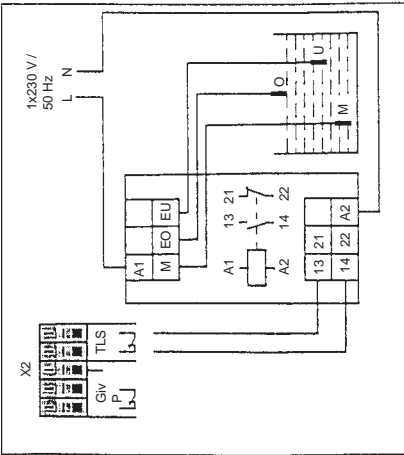 X2
1x230 V /
50 Hz
L N
Giv
P
TLS
A1
M EO EU
A1 13 21
A2 14 22
13 21
14 22 A2
O
U
M